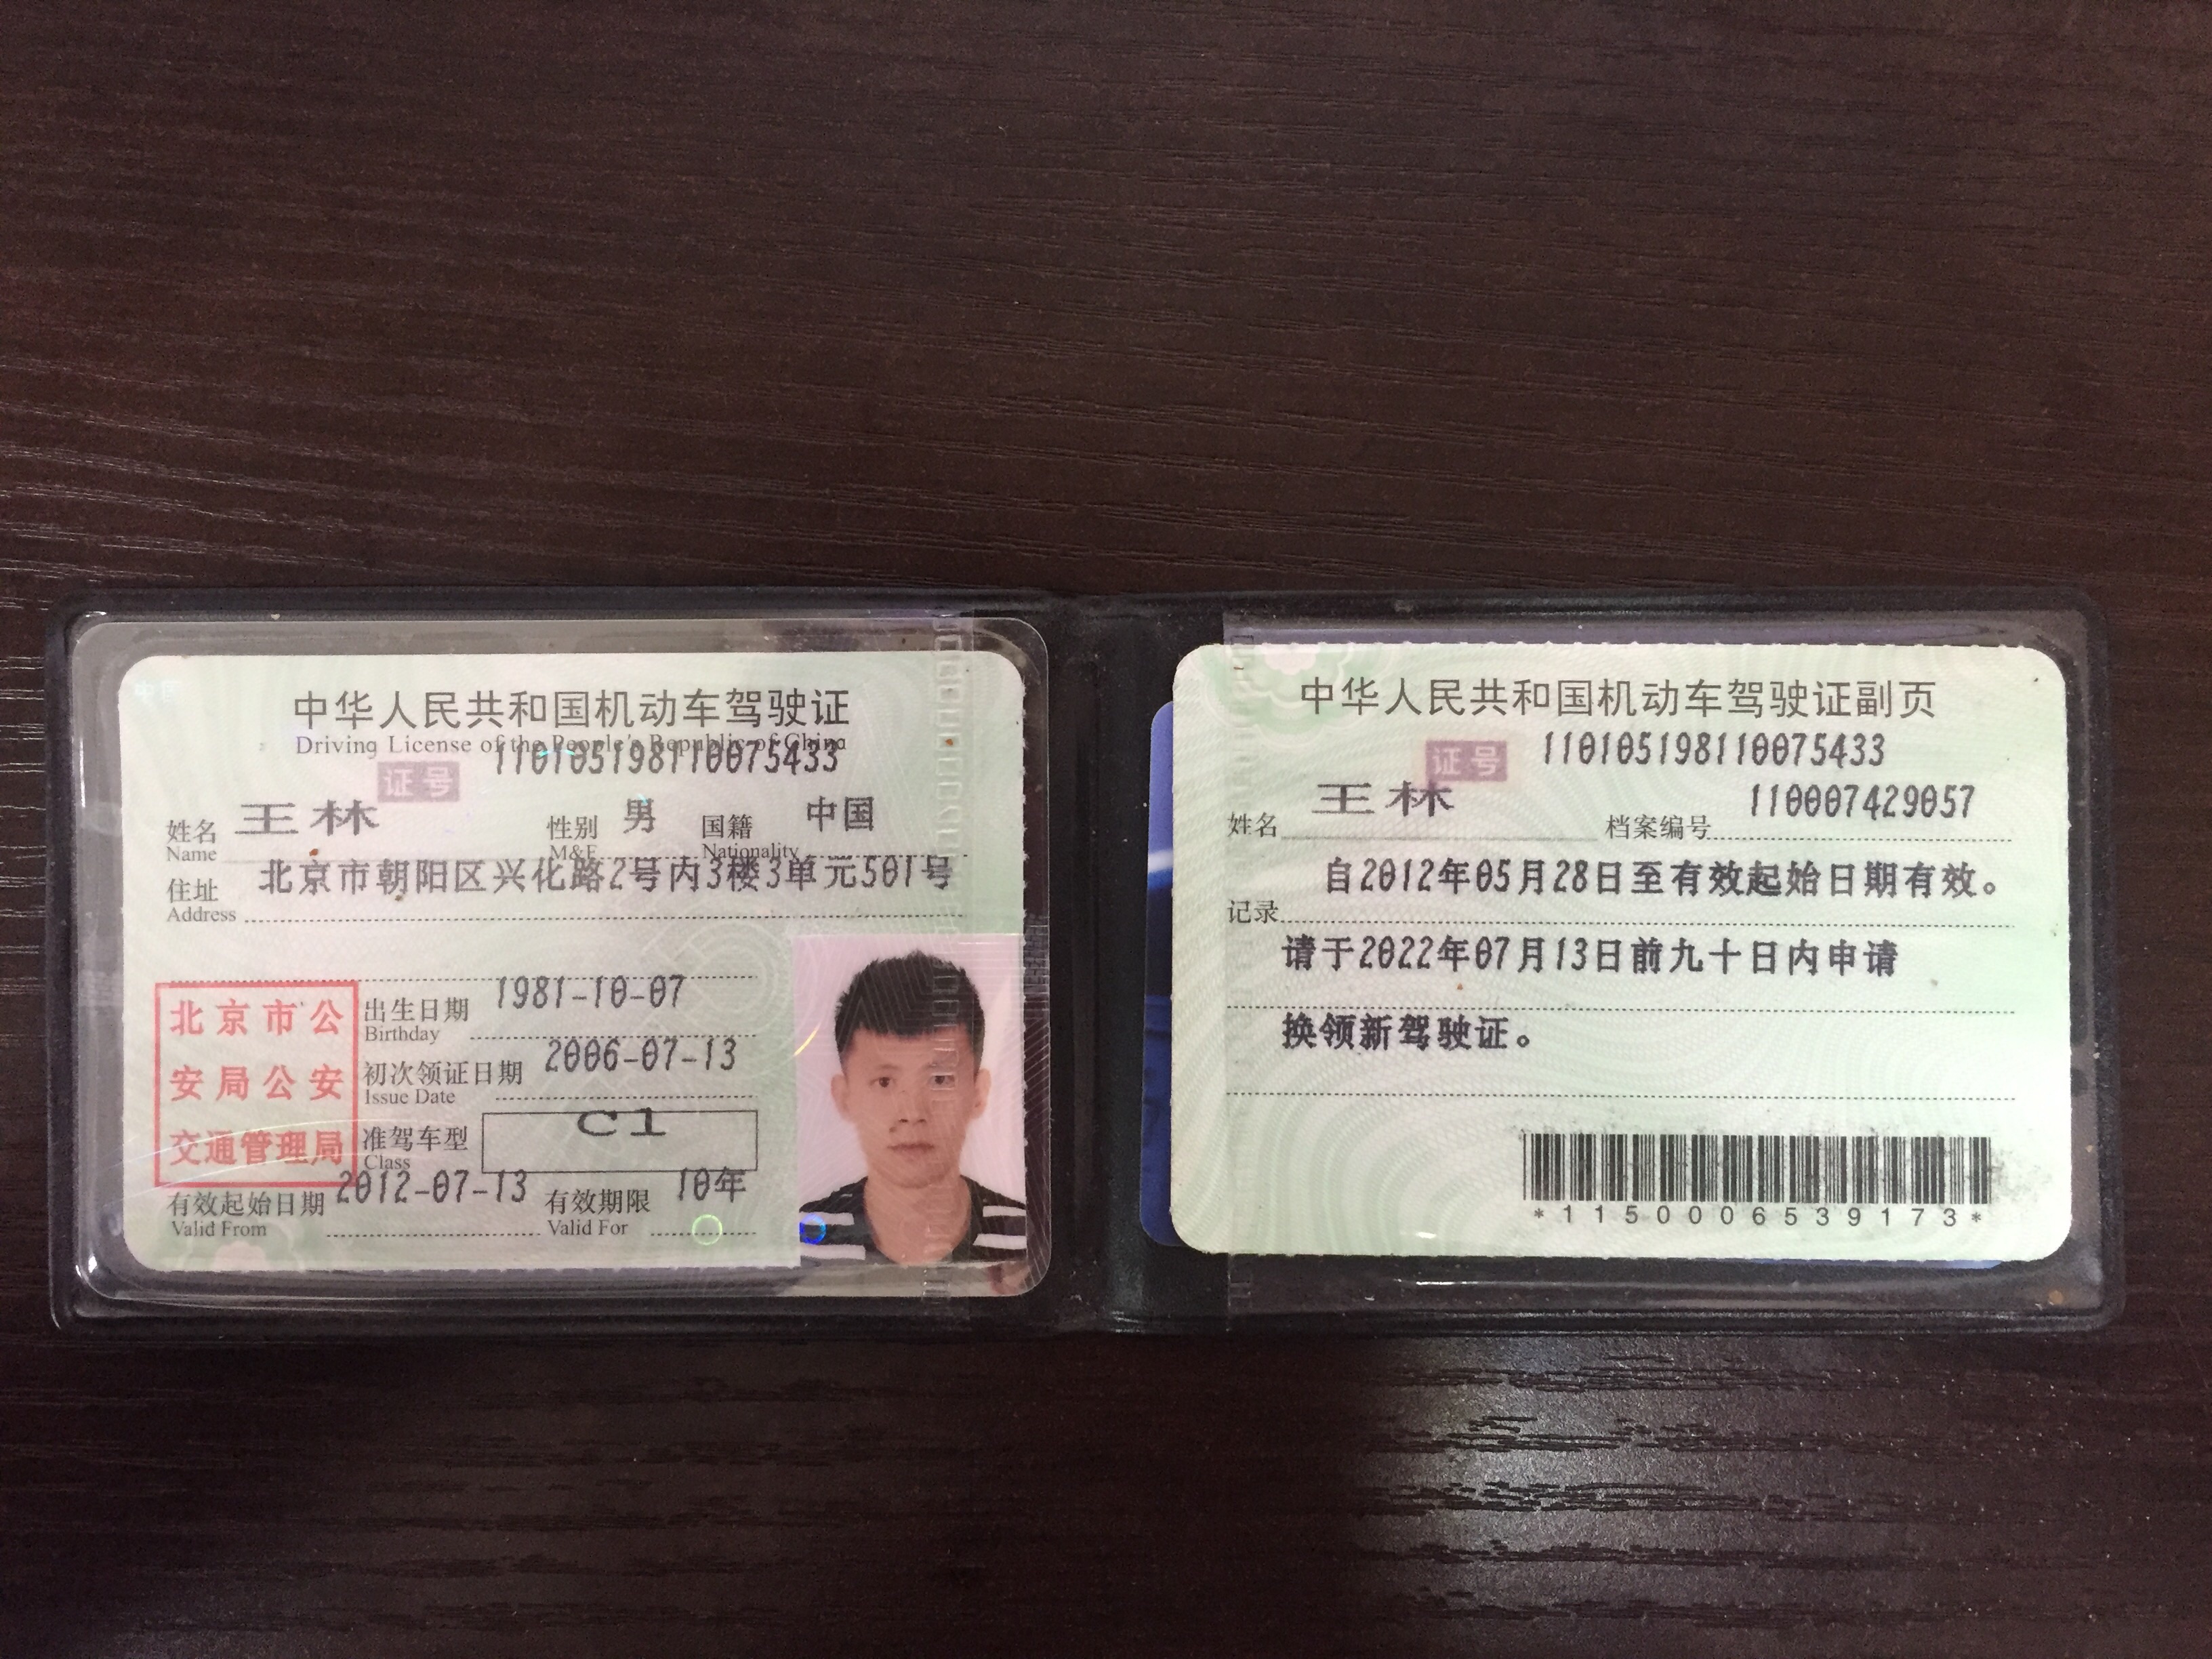 中华人民共和国机动车驾驶证
Driving License of the People's Republic of China
证号 110105198110075433
姓名 王林 性别 男 国籍 中国
Name M&F Nationality
住址 北京市朝阳区兴化路2号内3楼3单元501号
Address
北京市公
安局公安
交通管理局
出生日期 1981-10-07
Birthday
初次领证日期 2006-07-13
Issue Date
准驾车型 C1
Class
有效起始日期 2012-07-13 有效期限 10年
Valid From Valid For
中华人民共和国机动车驾驶证副页
证号 110105198110075433
姓名 王林 档案编号 110007429057
记录 自2012年05月28日至有效起始日期有效。
请于2022年07月13日前九十日内申请
换领新驾驶证。
*1150006539173*